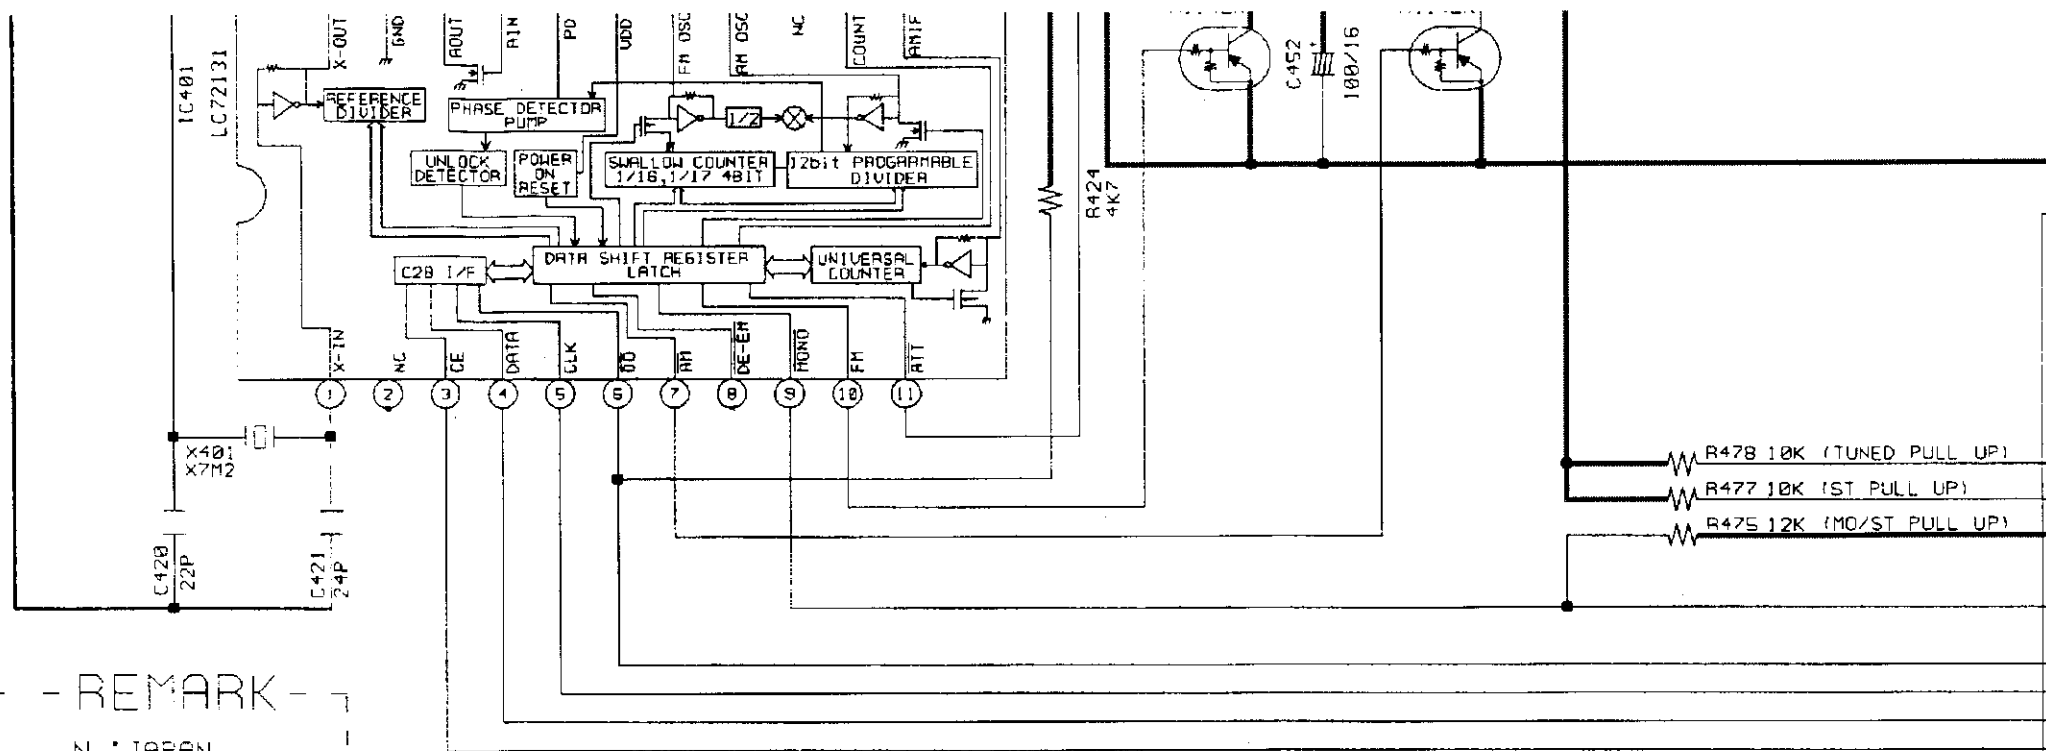 IC401
LC72131
X-OUT
GND
AOUT
AIN
PD
VDD
FM OSC
AM OSC
NC
COUNT
AMIF
REFERENCE
DIVIDER
PHASE DETECTOR
PUMP
UNLOCK
DETECTOR
POWER
ON
RESET
1/2
SWALLOW COUNTER
1/16,1/17 4BIT
12bit PROGARMABLE
DIVIDER
C2B I/F
DATA SHIFT REGISTER
LATCH
UNIVERSAL
COUNTER
X-IN
NC
CE
DATA
CLK
DO
AM
DE-EM
MONO
FM
ATT
1
2
3
4
5
6
7
8
9
10
11
X401
X7M2
C420
22P
C421
24P
R424
4K7
C452
100/16
R478 10K (TUNED PULL UP)
R477 10K (ST PULL UP)
R475 12K (MO/ST PULL UP)
REMARK
N : JAPAN